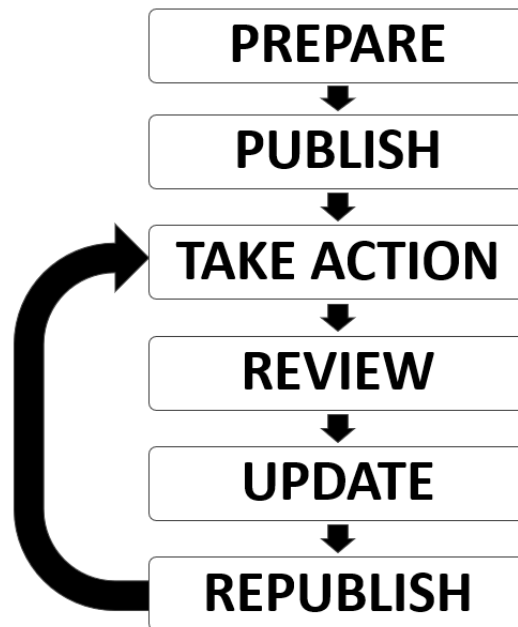 PREPARE
PUBLISH
TAKE ACTION
REVIEW
UPDATE
REPUBLISH